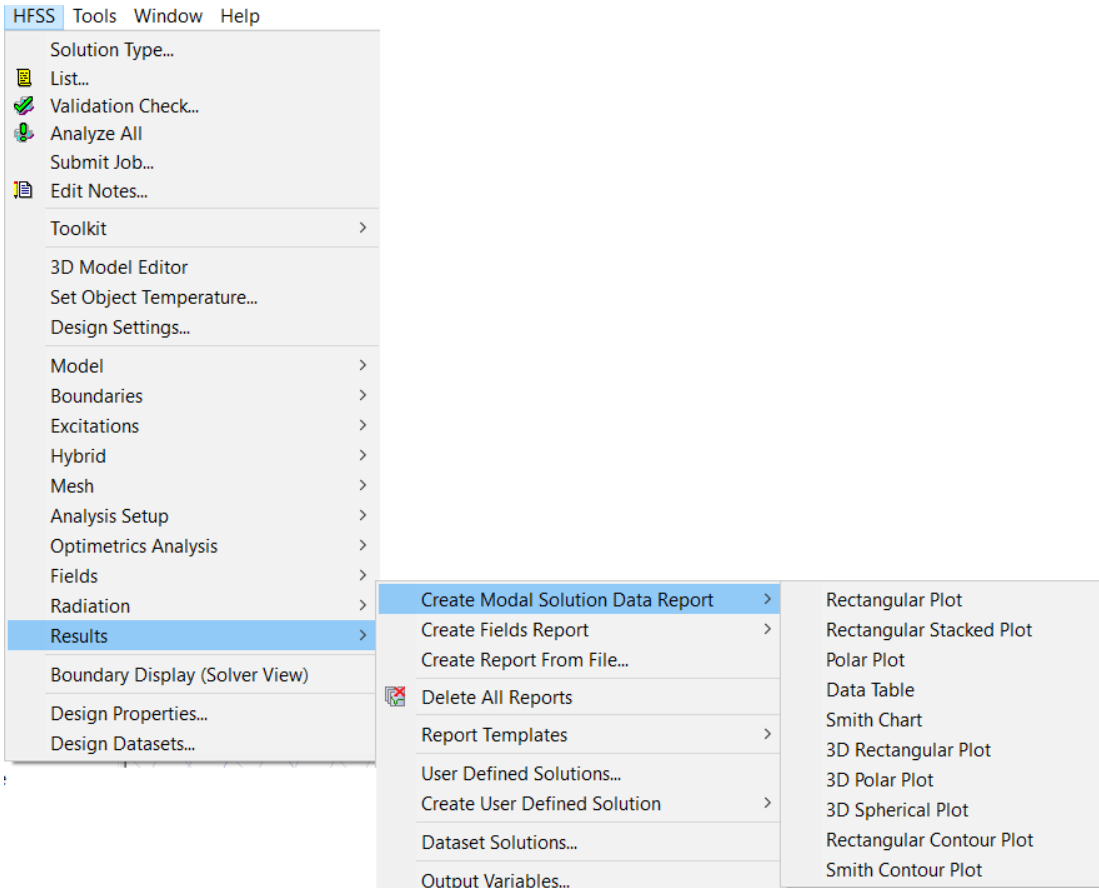 HFSS Tools Window Help
Solution Type...
List...
Validation Check...
Analyze All
Submit Job...
Edit Notes...
Toolkit
3D Model Editor
Set Object Temperature...
Design Settings...
Model
Boundaries
Excitations
Hybrid
Mesh
Analysis Setup
Optimetrics Analysis
Fields
Radiation
Results
Boundary Display (Solver View)
Design Properties...
Design Datasets...
Create Modal Solution Data Report
Create Fields Report
Create Report From File...
Delete All Reports
Report Templates
User Defined Solutions...
Create User Defined Solution
Dataset Solutions...
Output Variables...
Rectangular Plot
Rectangular Stacked Plot
Polar Plot
Data Table
Smith Chart
3D Rectangular Plot
3D Polar Plot
3D Spherical Plot
Rectangular Contour Plot
Smith Contour Plot